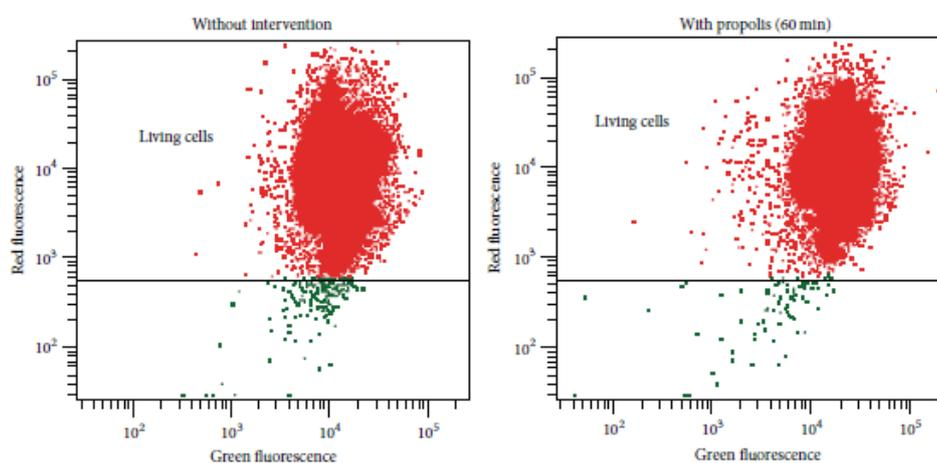 Without intervention
10⁵
Living cells
10⁴
Red fluorescence
10³
10²
10² 10³ 10⁴ 10⁵
Green fluorescence
With propolis (60 min)
10⁵
Living cells
10⁴
Red fluorescence
10³
10²
10² 10³ 10⁴ 10⁵
Green fluorescence